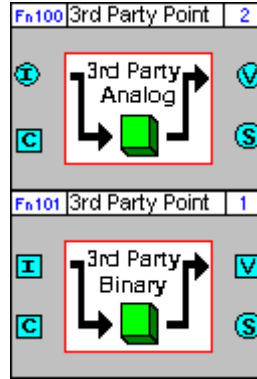 Fn100 3rd Party Point 2
I 3rd Party V
Analog
C S
Fn101 3rd Party Point 1
I 3rd Party V
Binary
C S